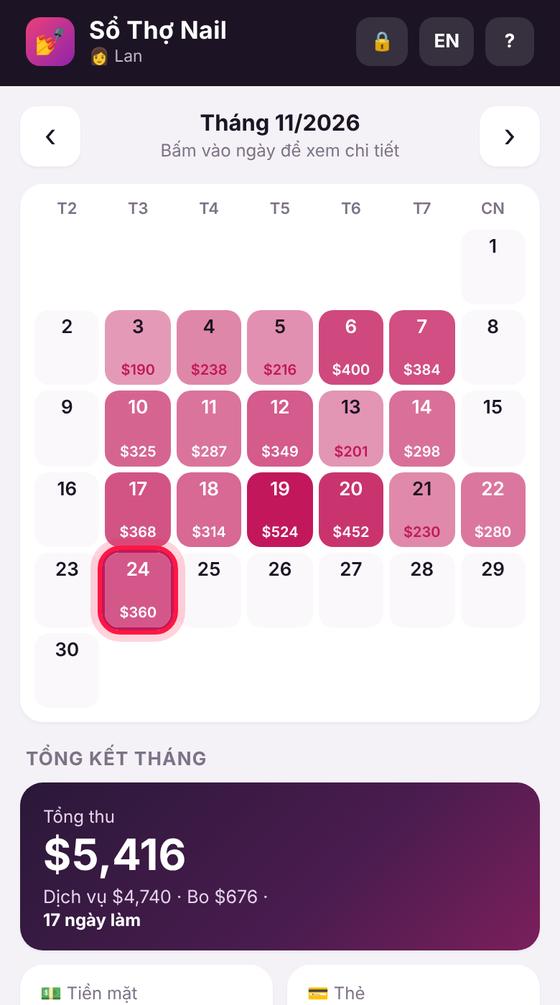 Sổ Thợ Nail
Lan
EN
?
‹
Tháng 11/2026
Bấm vào ngày để xem chi tiết
›
T2 T3 T4 T5 T6 T7 CN
1
2 3 4 5 6 7 8
$190 $238 $216 $400 $384
9 10 11 12 13 14 15
$325 $287 $349 $201 $298
16 17 18 19 20 21 22
$368 $314 $524 $452 $230 $280
23 24 25 26 27 28 29
$360
30
TỔNG KẾT THÁNG
Tổng thu
$5,416
Dịch vụ $4,740 · Bo $676 ·
17 ngày làm
Tiền mặt
Thẻ